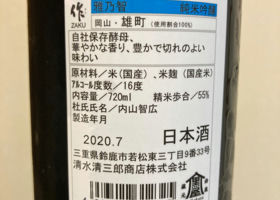 作 雅乃智 純米吟醸
ZAKU 岡山・雄町 (使用割合100%)
自社保存酵母、
華やかな香り、豊かで切れのよい
味わい
原材料／米(国産)、米麹(国産米)
アルコール度数／16度
内容量／720ml 精米歩合／55%
杜氏氏名／内山智広
製造年月
2020.7 日本酒
三重県鈴鹿市若松東三丁目9番33号
清水清三郎商店株式会社